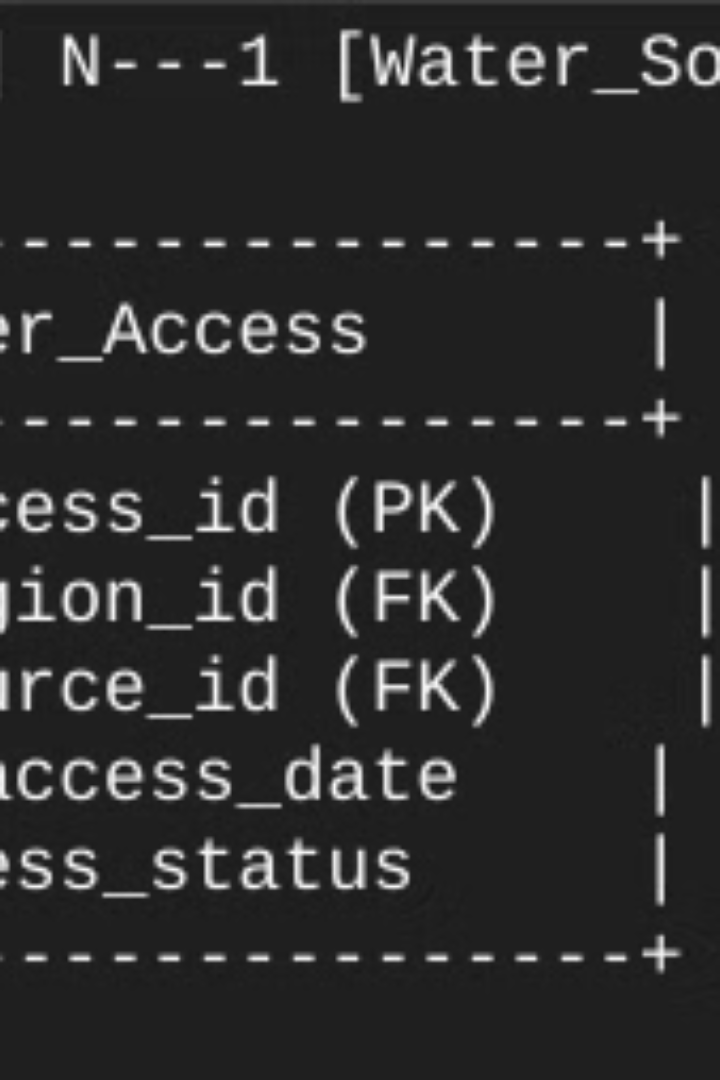 N---1 [Water_So
---------------+
er_Access |
---------------+
cess_id (PK) |
gion_id (FK) |
urce_id (FK) |
access_date |
ess_status |
---------------+